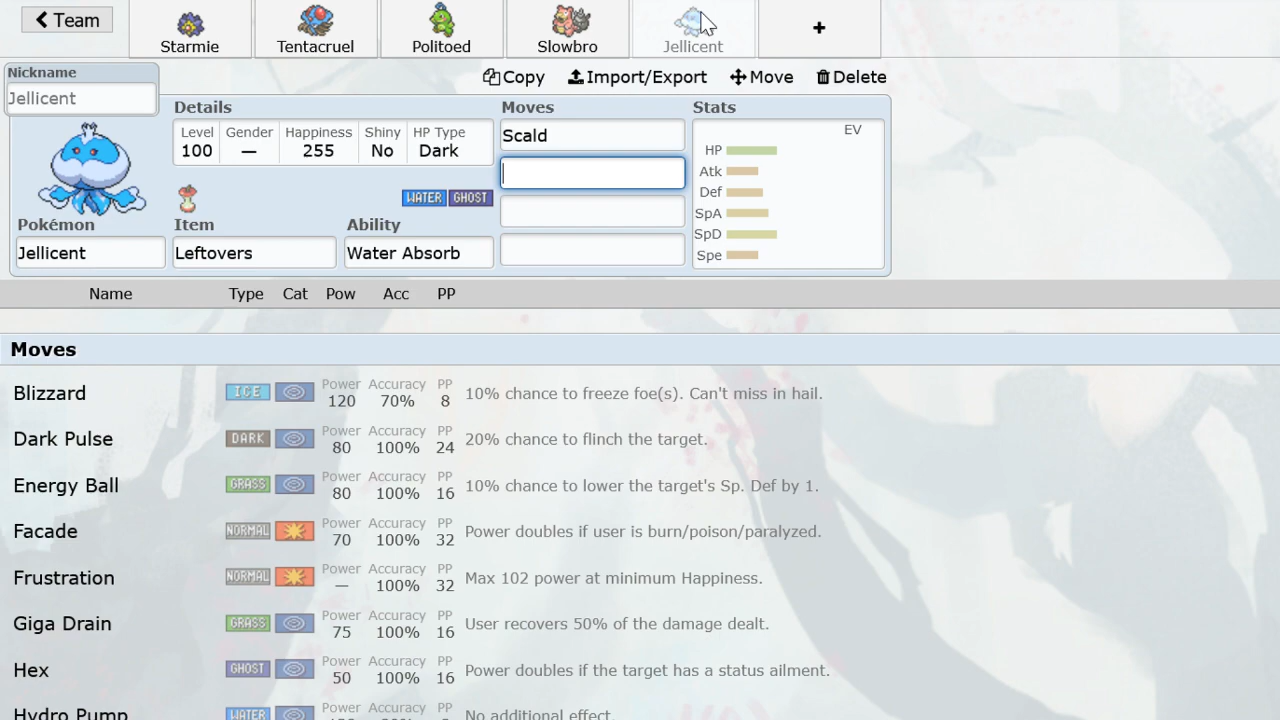 Team
Starmie
Tentacruel
Politoed
Slowbro
Jellicent
+
Nickname
Jellicent
Copy
Import/Export
Move
Delete
Details
Level
100
Gender
—
Happiness
255
Shiny
No
HP Type
Dark
WATER GHOST
Pokémon
Jellicent
Item
Leftovers
Ability
Water Absorb
Moves
Scald
Stats
EV
HP
Atk
Def
SpA
SpD
Spe
Name Type Cat Pow Acc PP
Moves
Blizzard ICE Power 120 Accuracy 70% PP 8 10% chance to freeze foe(s). Can't miss in hail.
Dark Pulse DARK Power 80 Accuracy 100% PP 24 20% chance to flinch the target.
Energy Ball GRASS Power 80 Accuracy 100% PP 16 10% chance to lower the target's Sp. Def by 1.
Facade NORMAL Power 70 Accuracy 100% PP 32 Power doubles if user is burn/poison/paralyzed.
Frustration NORMAL Power — Accuracy 100% PP 32 Max 102 power at minimum Happiness.
Giga Drain GRASS Power 75 Accuracy 100% PP 16 User recovers 50% of the damage dealt.
Hex GHOST Power 50 Accuracy 100% PP 16 Power doubles if the target has a status ailment.
Hydro Pump WATER Power Accuracy PP No additional effect.